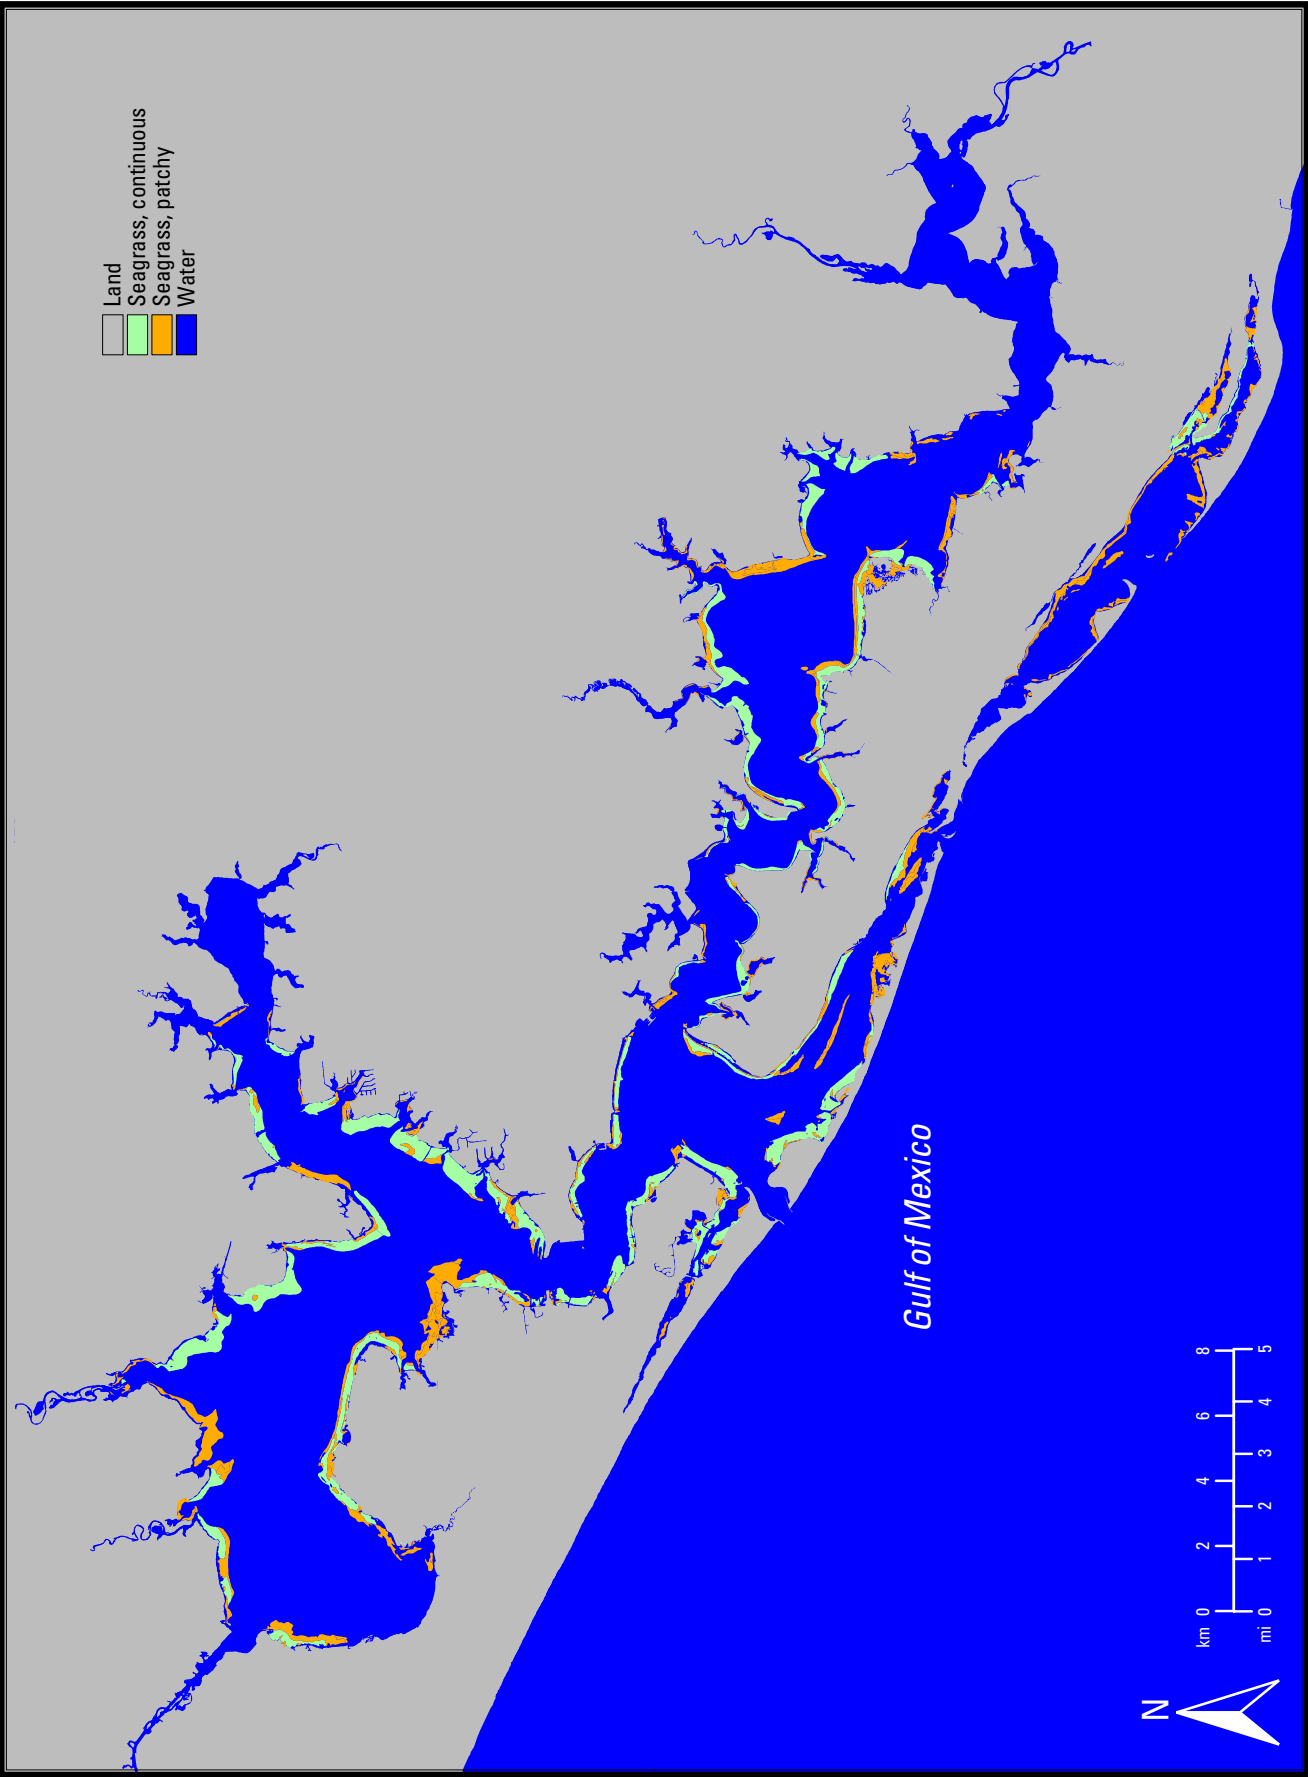 Land
Seagrass, continuous
Seagrass, patchy
Water
Gulf of Mexico
N
km 0 2 4 6 8
mi 0 1 2 3 4 5